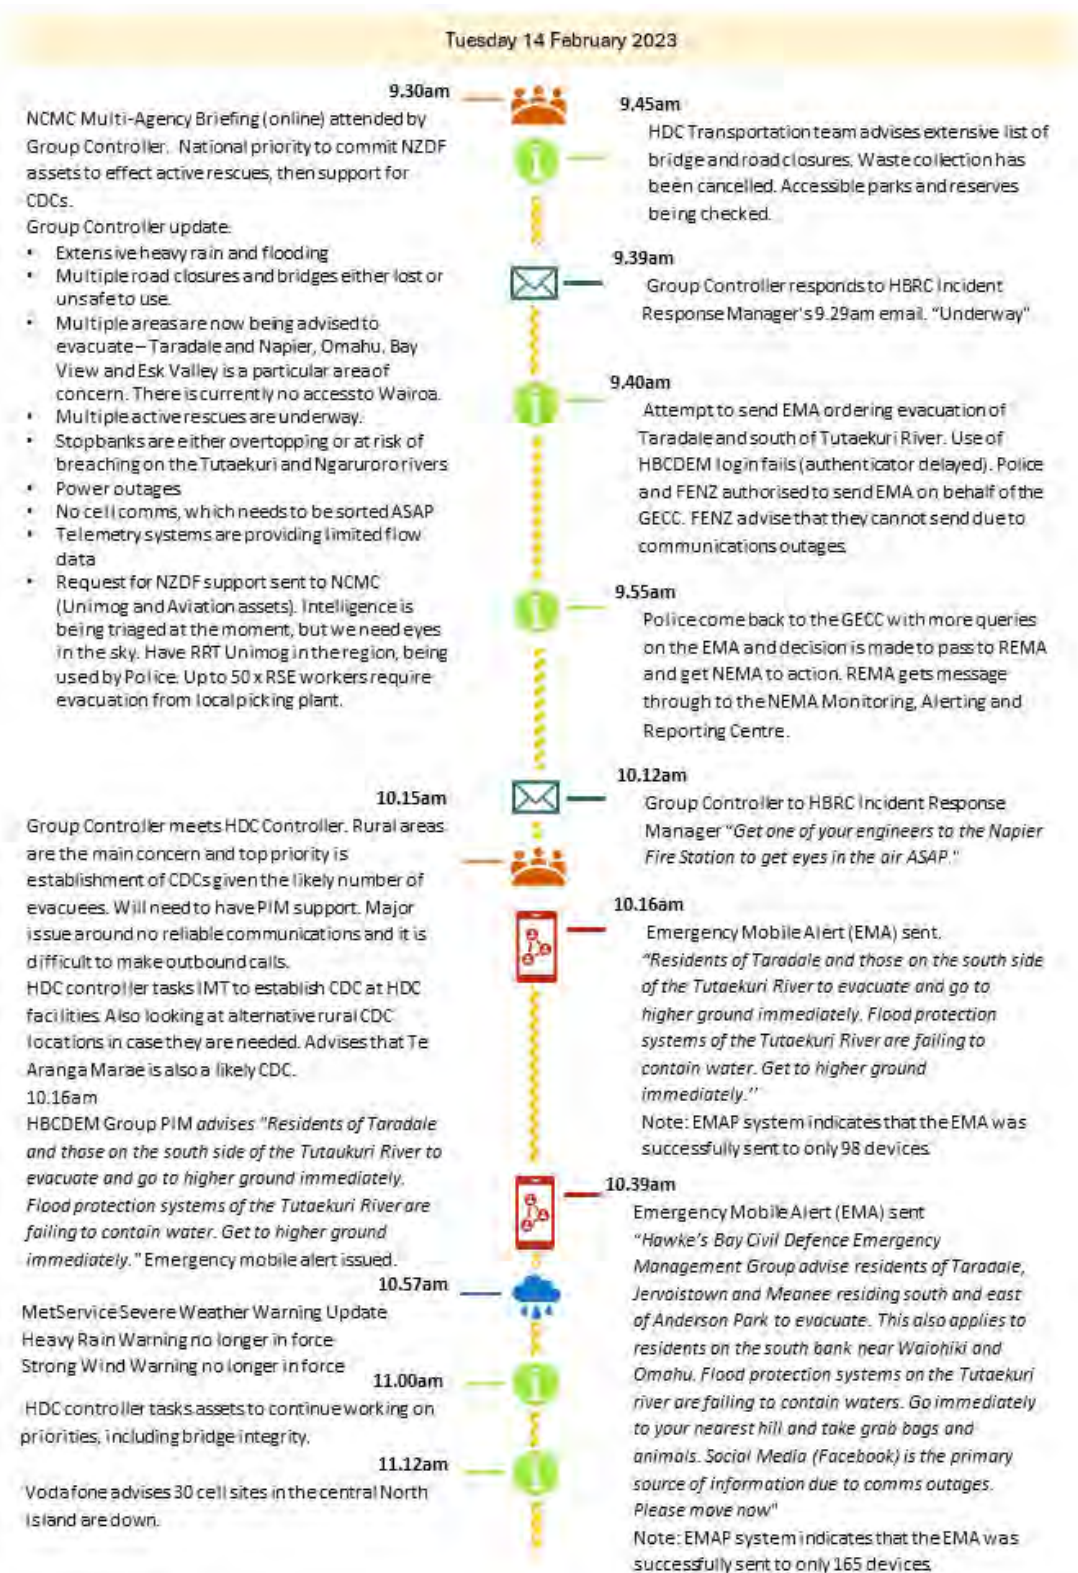 Tuesday 14 February 2023
9.30am
NCMC Multi-Agency Briefing (online) attended by
Group Controller. National priority to commit NZDF
assets to effect active rescues, then support for
CDCs.
Group Controller update:
• Extensive heavy rain and flooding
• Multiple road closures and bridges either lost or
unsafe to use.
• Multiple areas are now being advised to
evacuate – Taradale and Napier, Omahu, Bay
View and Esk Valley is a particular area of
concern. There is currently no access to Wairoa.
• Multiple active rescues are underway.
• Stopbanks are either overtopping or at risk of
breaching on the Tutaekuri and Ngaruroro rivers
• Power outages
• No cell comms, which needs to be sorted ASAP
• Telemetry systems are providing limited flow
data
• Request for NZDF support sent to NCMC
(Unimog and Aviation assets). Intelligence is
being triaged at the moment, but we need eyes
in the sky. Have RRT Unimog in the region, being
used by Police. Up to 50 x RSE workers require
evacuation from local picking plant.
9.45am
HDC Transportation team advises extensive list of
bridge and road closures. Waste collection has
been cancelled. Accessible parks and reserves
being checked.
9.39am
Group Controller responds to HBRC Incident
Response Manager's 9.29am email. "Underway"
9.40am
Attempt to send EMA ordering evacuation of
Taradale and south of Tutaekuri River. Use of
HBCDEM login fails (authenticator delayed). Police
and FENZ authorised to send EMA on behalf of the
GECC. FENZ advise that they cannot send due to
communications outages.
9.55am
Police come back to the GECC with more queries
on the EMA and decision is made to pass to REMA
and get NEMA to action. REMA gets message
through to the NEMA Monitoring, Alerting and
Reporting Centre.
10.12am
Group Controller to HBRC Incident Response
Manager "Get one of your engineers to the Napier
Fire Station to get eyes in the air ASAP."
10.15am
Group Controller meets HDC Controller. Rural areas
are the main concern and top priority is
establishment of CDCs given the likely number of
evacuees. Will need to have PIM support. Major
issue around no reliable communications and it is
difficult to make outbound calls.
HDC controller tasks IMT to establish CDC at HDC
facilities. Also looking at alternative rural CDC
locations in case they are needed. Advises that Te
Aranga Marae is also a likely CDC.
10.16am
HBCDEM Group PIM advises "Residents of Taradale
and those on the south side of the Tutaukuri River to
evacuate and go to higher ground immediately.
Flood protection systems of the Tutaekuri River are
failing to contain water. Get to higher ground
immediately." Emergency mobile alert issued.
10.16am
Emergency Mobile Alert (EMA) sent.
"Residents of Taradale and those on the south side
of the Tutaekuri River to evacuate and go to
higher ground immediately. Flood protection
systems of the Tutaekuri River are failing to
contain water. Get to higher ground
immediately.''
Note: EMAP system indicates that the EMA was
successfully sent to only 98 devices.
10.39am
Emergency Mobile Alert (EMA) sent
"Hawke's Bay Civil Defence Emergency
Management Group advise residents of Taradale,
Jervoistown and Meanee residing south and east
of Anderson Park to evacuate. This also applies to
residents on the south bank near Waiohiki and
Omahu. Flood protection systems on the Tutaekuri
river are failing to contain waters. Go immediately
to your nearest hill and take grab bags and
animals. Social Media (Facebook) is the primary
source of information due to comms outages.
Please move now"
Note: EMAP system indicates that the EMA was
successfully sent to only 165 devices.
10.57am
MetService Severe Weather Warning Update
Heavy Rain Warning no longer in force
Strong Wind Warning no longer in force
11.00am
HDC controller tasks assets to continue working on
priorities, including bridge integrity.
11.12am
Vodafone advises 30 cell sites in the central North
Island are down.